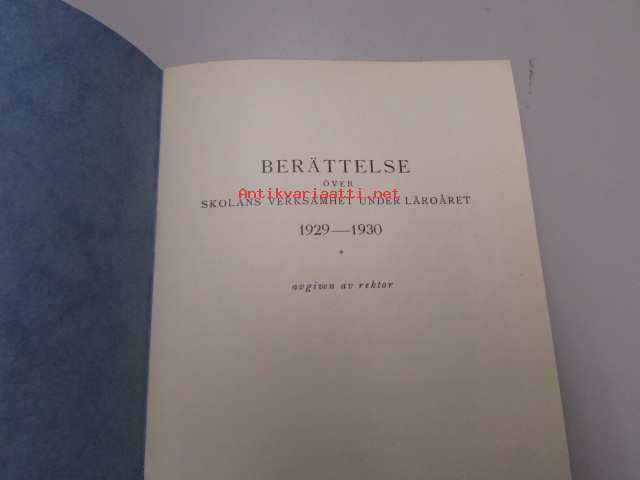 BERÄTTELSE
ÖVER
Antikvariaatti.net
SKOLANS VERKSAMHET UNDER LÄROÅRET
1929—1930
avgiven av rektor